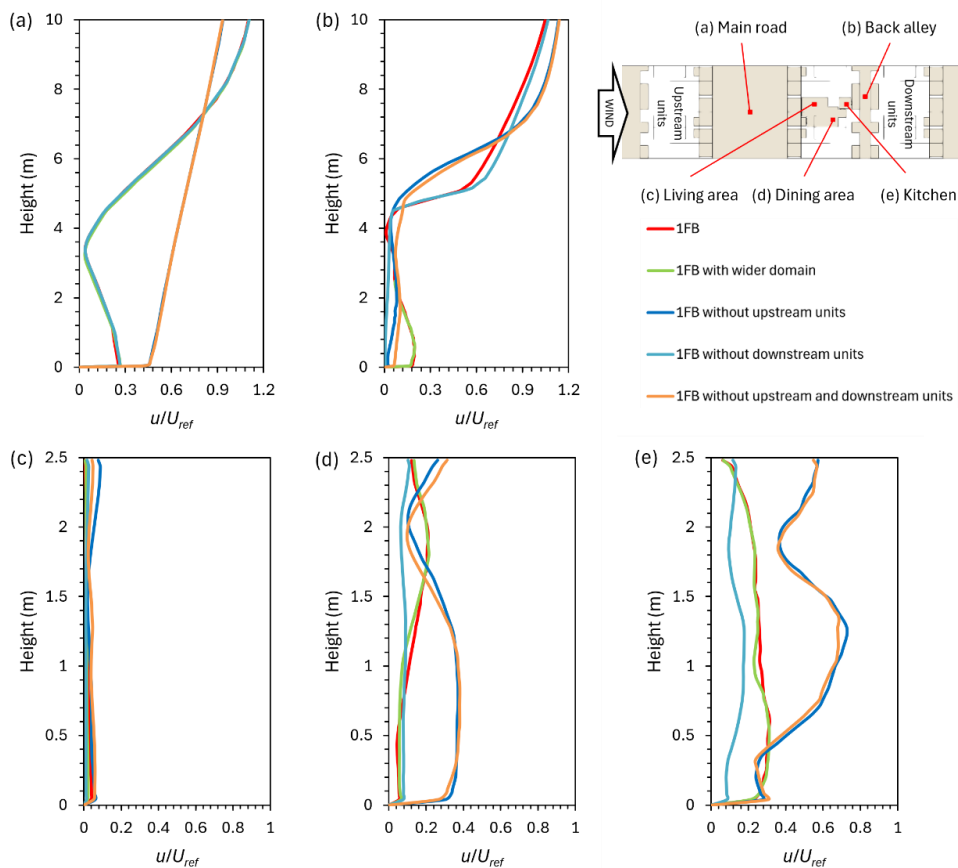 (a)
10
8
6
4
2
0
Height (m)
0
0.3
0.6
0.9
1.2
u/Uref
(b)
10
8
6
4
2
0
Height (m)
0
0.3
0.6
0.9
1.2
u/Uref
(a) Main road
(b) Back alley
WIND
Upstream
units
Downstream
units
(c) Living area
(d) Dining area
(e) Kitchen
1FB
1FB with wider domain
1FB without upstream units
1FB without downstream units
1FB without upstream and downstream units
(c)
2.5
2
1.5
1
0.5
0
Height (m)
0
0.2
0.4
0.6
0.8
1
u/Uref
(d)
2.5
2
1.5
1
0.5
0
Height (m)
0
0.2
0.4
0.6
0.8
1
u/Uref
(e)
2.5
2
1.5
1
0.5
0
Height (m)
0
0.2
0.4
0.6
0.8
1
u/Uref